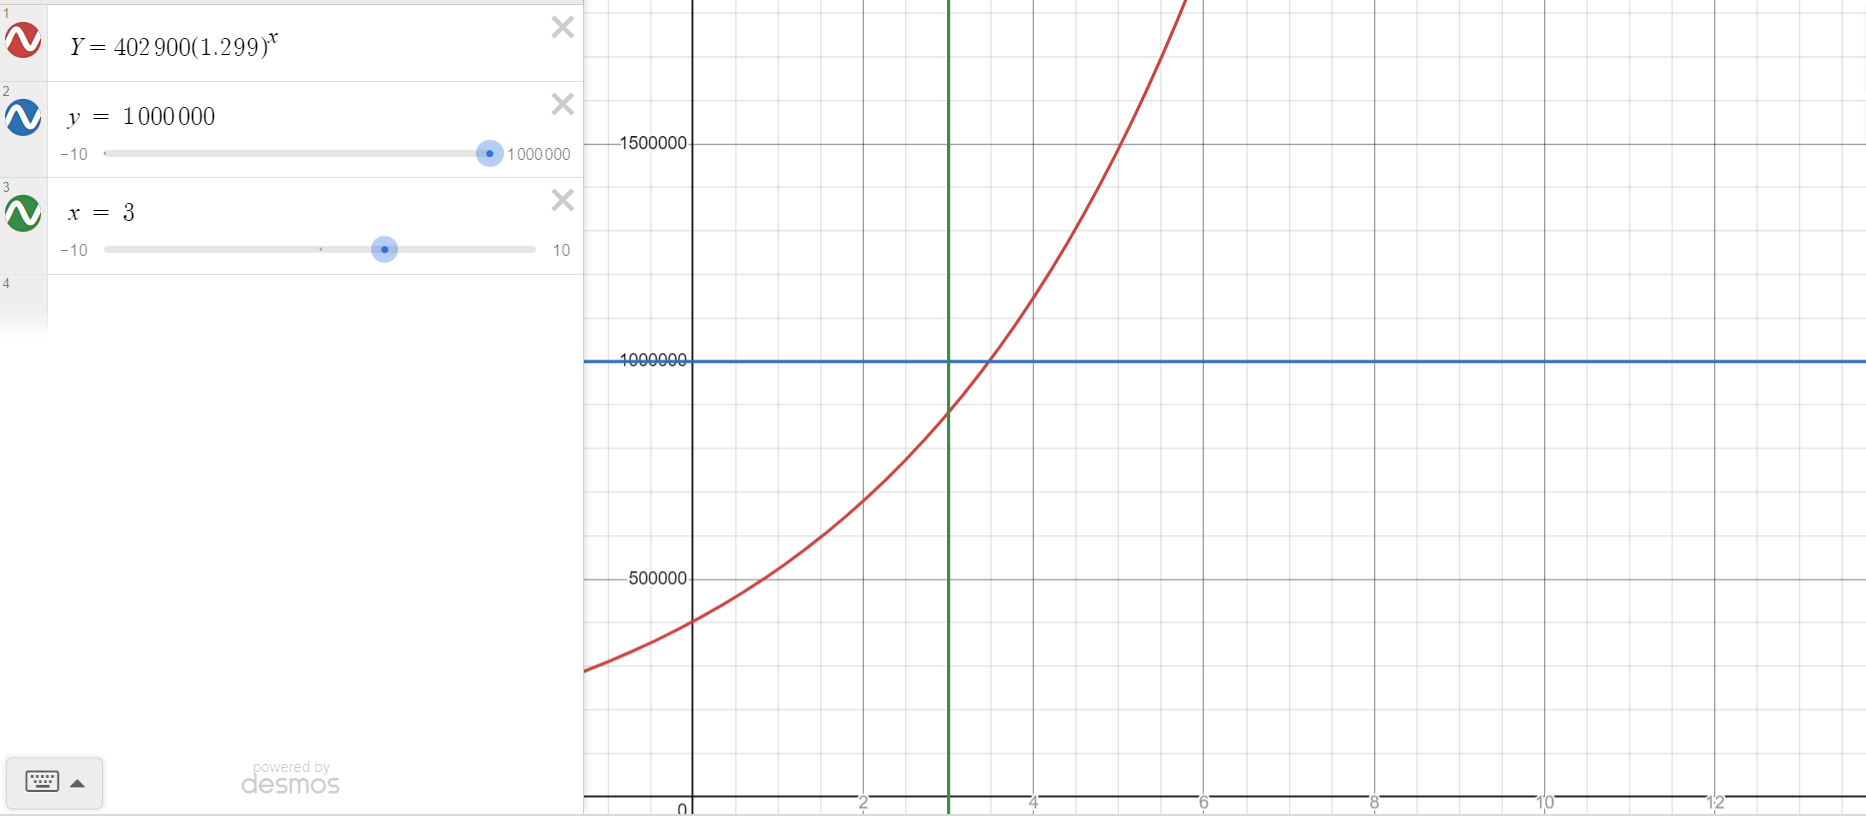 1
Y = 402 900(1.299)^x
2
y = 1 000 000
−10 1 000 000
3
x = 3
−10 10
4
powered by
desmos
1500000
1000000
500000
0 2 4 6 8 10 12